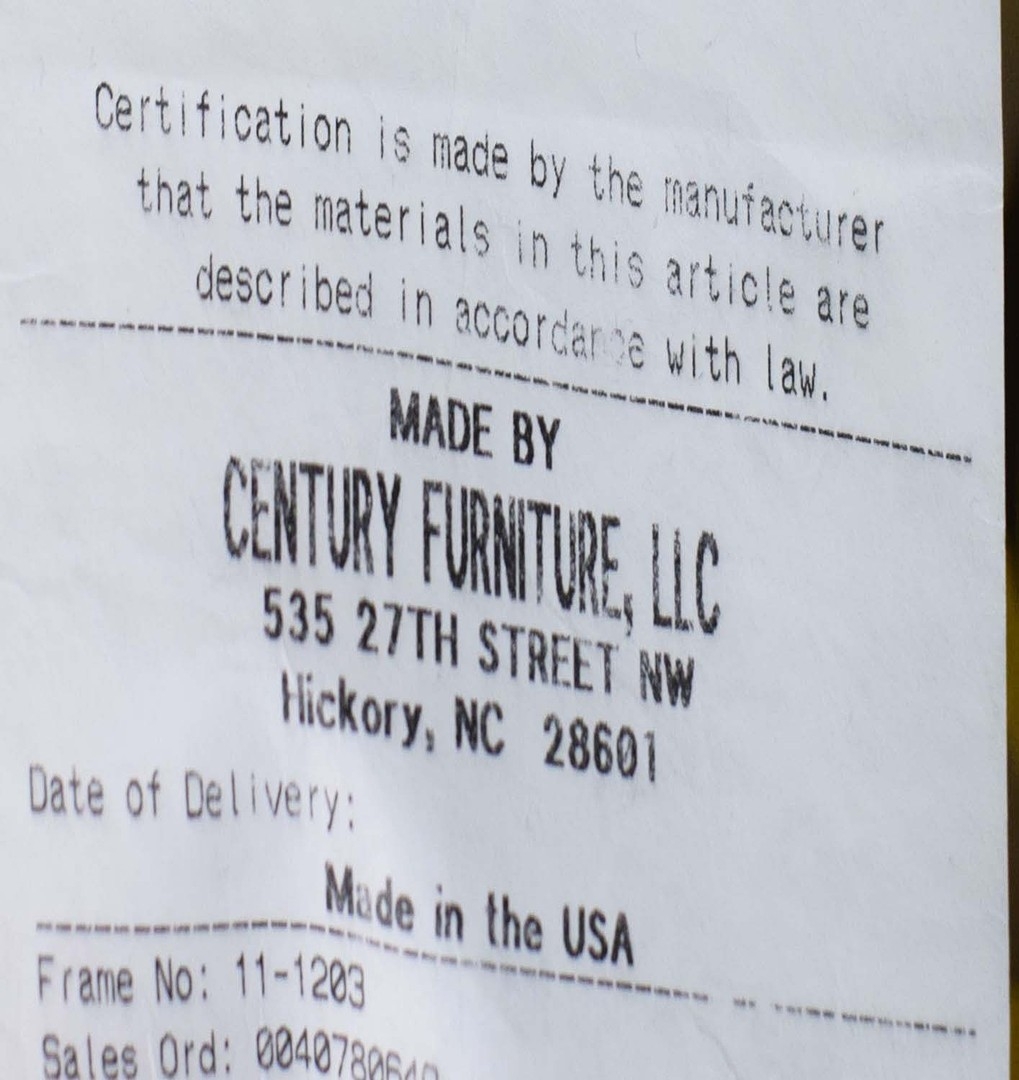 Certification is made by the manufacturer
that the materials in this article are
described in accordance with law.
MADE BY
CENTURY FURNITURE, LLC
535 27TH STREET NW
Hickory, NC 28601
Date of Delivery:
Made in the USA
Frame No: 11-1203
Sales Ord: